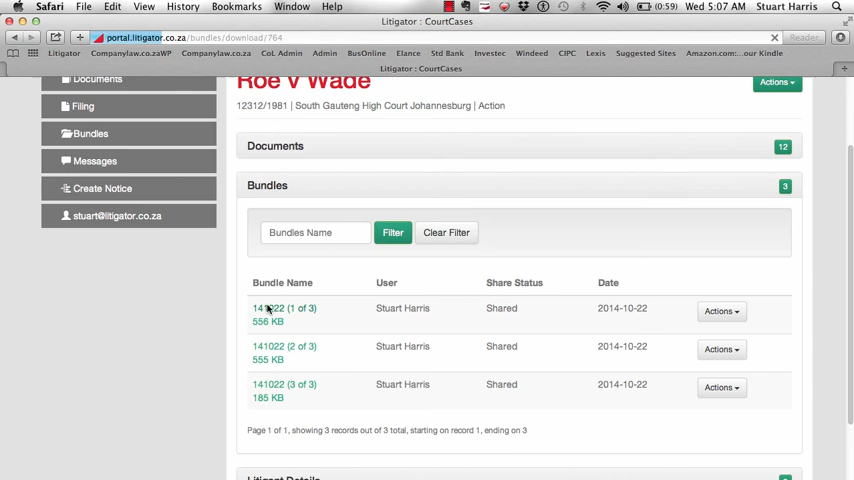 Safari File Edit View History Bookmarks Window Help (0:59) Wed 5:07 AM Stuart Harris
Litigator : CourtCases
portal.litigator.co.za/bundles/download/764 Reader
Litigator Companylaw.co.zaWP Companylaw.co.za CoL Admin Admin BusOnline Elance Std Bank Investec Windeed CIPC Lexis Suggested Sites Amazon.com:...our Kindle
Litigator : CourtCases
Documents
Filing
Bundles
Messages
Create Notice
stuart@litigator.co.za
Roe v Wade
Actions
12312/1981 | South Gauteng High Court Johannesburg | Action
Documents 12
Bundles 3
Bundles Name Filter Clear Filter
Bundle Name User Share Status Date
141022 (1 of 3) Stuart Harris Shared 2014-10-22 Actions
556 KB
141022 (2 of 3) Stuart Harris Shared 2014-10-22 Actions
555 KB
141022 (3 of 3) Stuart Harris Shared 2014-10-22 Actions
185 KB
Page 1 of 1, showing 3 records out of 3 total, starting on record 1, ending on 3
Litigant Details